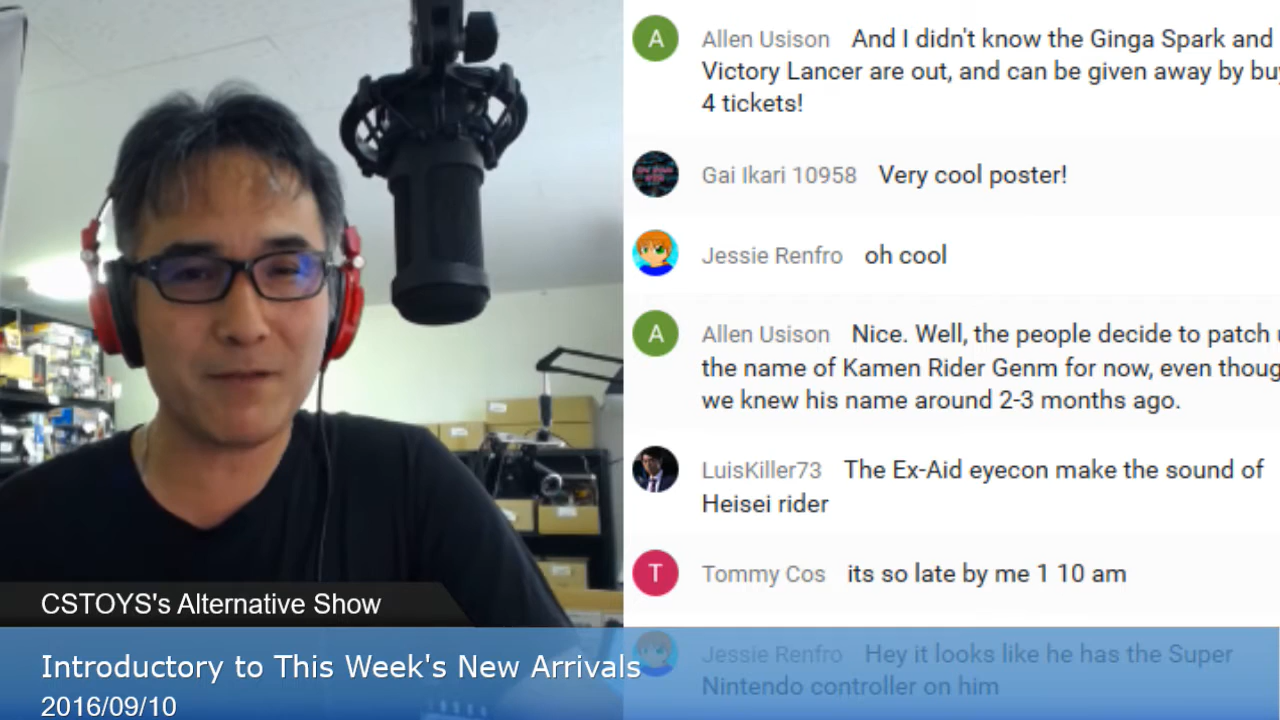 A Allen Usison And I didn't know the Ginga Spark and
Victory Lancer are out, and can be given away by
4 tickets!
Gai Ikari 10958 Very cool poster!
Jessie Renfro oh cool
A Allen Usison Nice. Well, the people decide to patch
the name of Kamen Rider Genm for now, even
we knew his name around 2-3 months ago.
LuisKiller73 The Ex-Aid eyecon make the sound of
Heisei rider
T Tommy Cos its so late by me 1 10 am
Jessie Renfro Hey it looks like he has the Super
Nintendo controller on him
CSTOYS's Alternative Show
Introductory to This Week's New Arrivals
2016/09/10